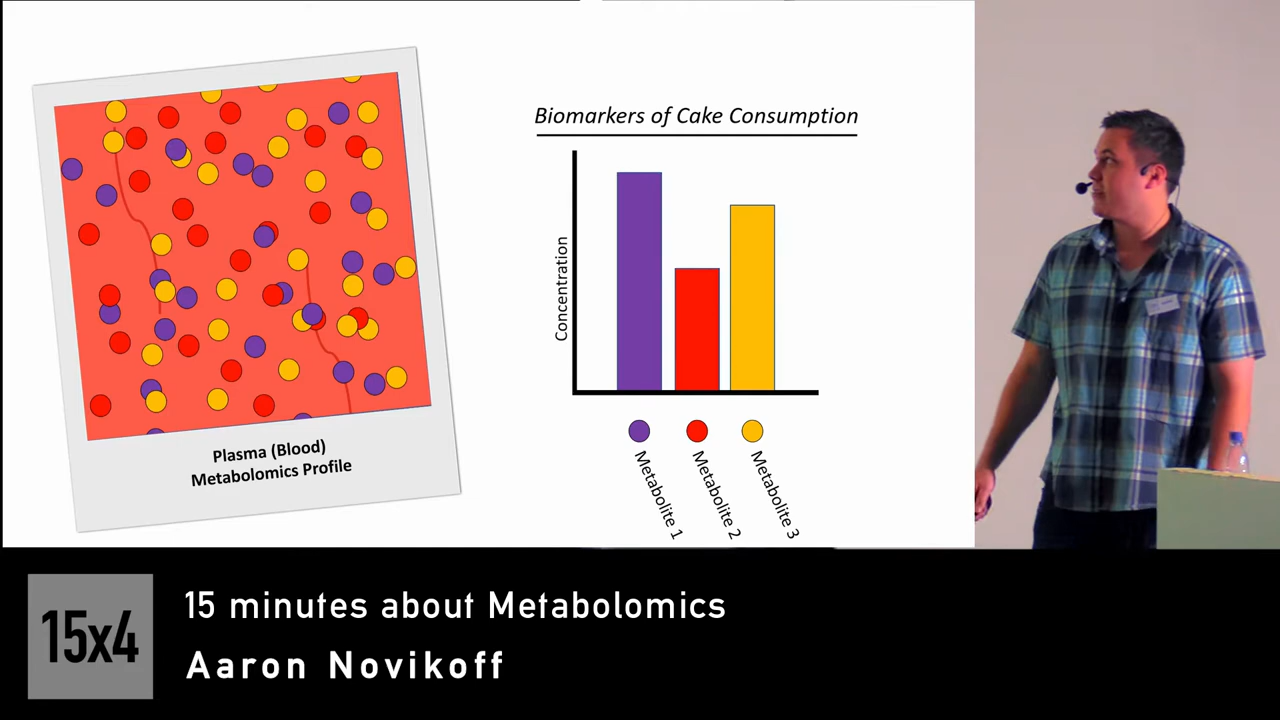 Biomarkers of Cake Consumption
Concentration
Metabolite 1
Metabolite 2
Metabolite 3
Plasma (Blood)
Metabolomics Profile
15x4
15 minutes about Metabolomics
Aaron Novikoff